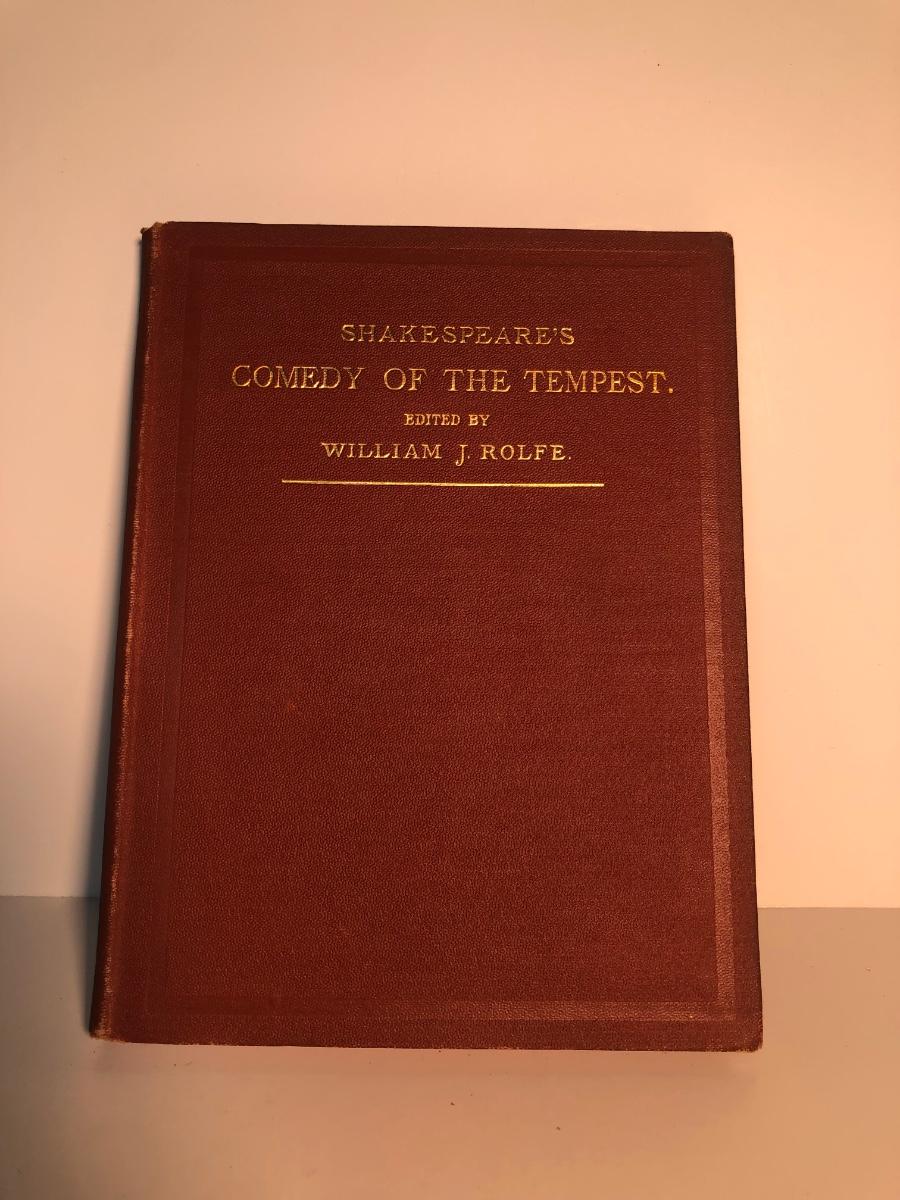 SHAKESPEARE'S
COMEDY OF THE TEMPEST.
EDITED BY
WILLIAM J. ROLFE.